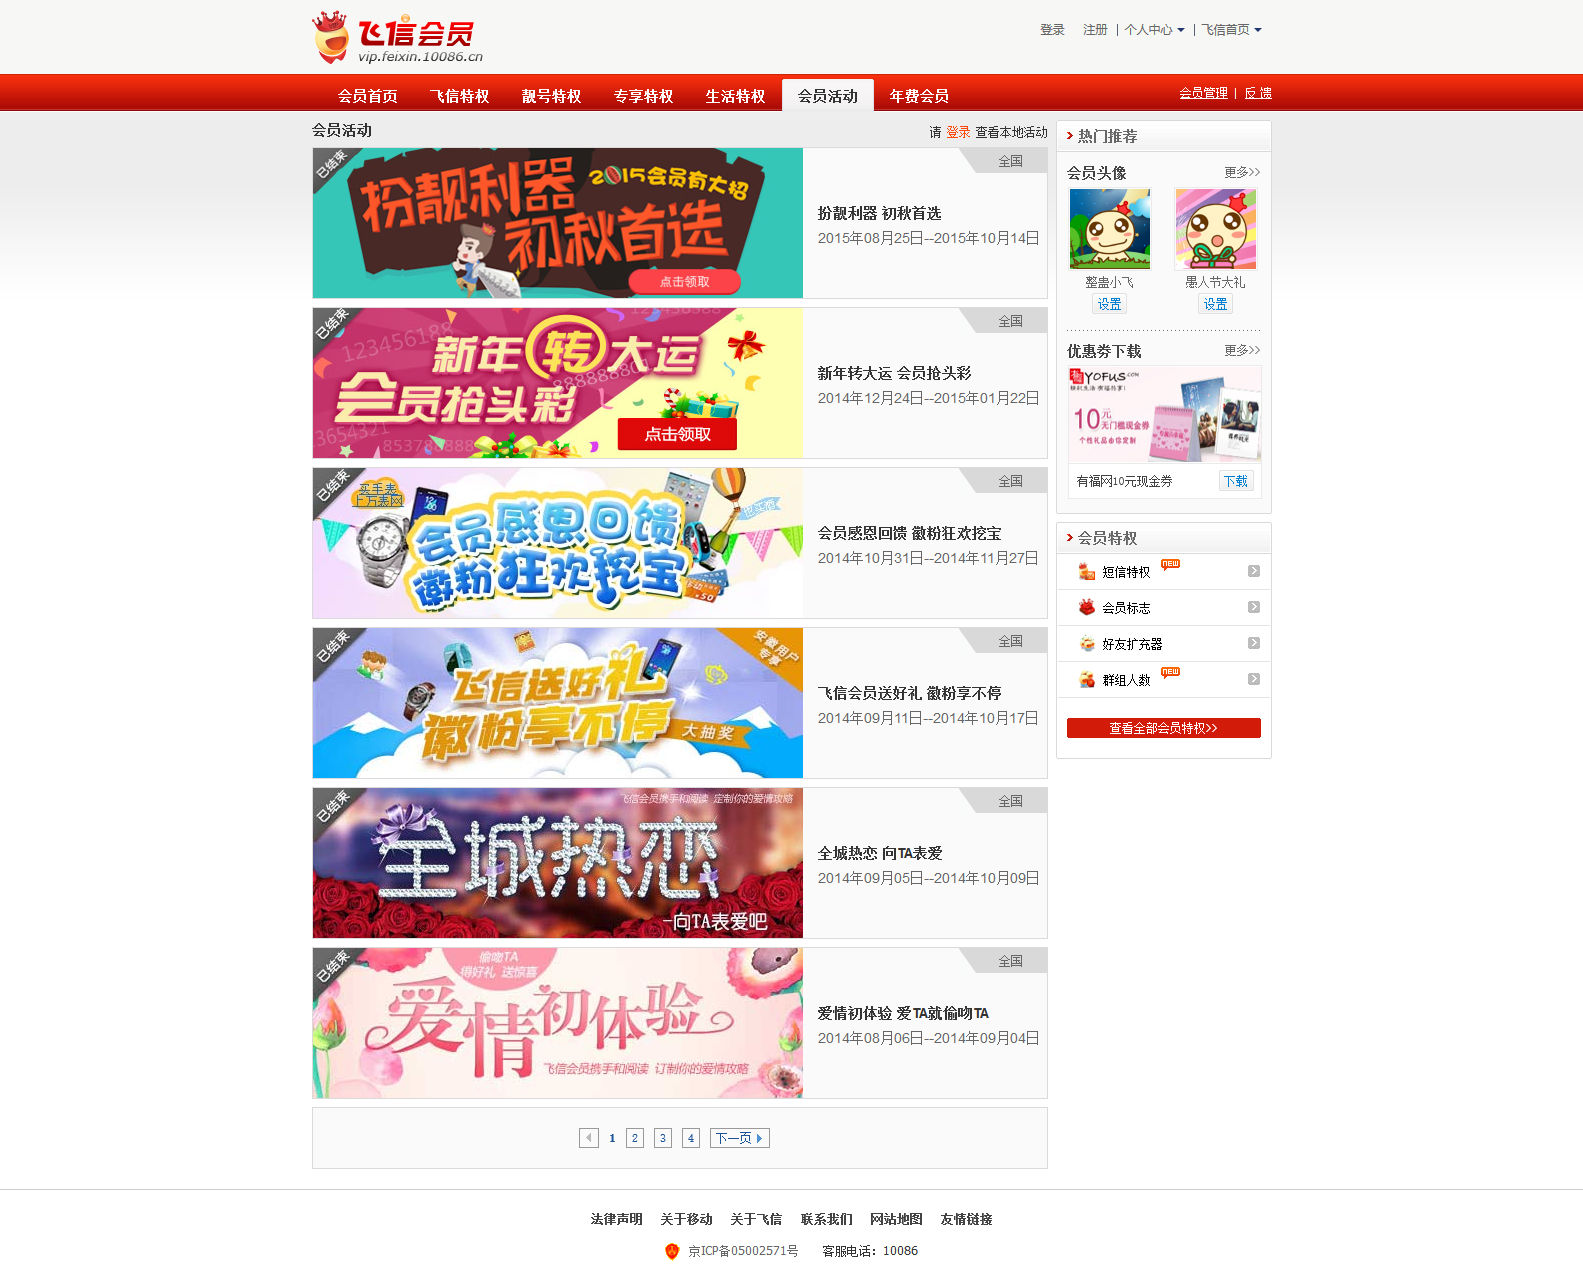 飞信会员
vip.feixin.10086.cn
登录 注册 | 个人中心 | 飞信首页
会员首页 飞信特权 靓号特权 专享特权 生活特权 会员活动 年费会员
会员管理 | 反 馈
会员活动
请 登录 查看本地活动
已结束
扮靓利器 初秋首选
2015会员有大招
点击领取
全国
扮靓利器 初秋首选
2015年08月25日--2015年10月14日
已结束
123456188
新年转大运
会员抢头彩
点击领取
全国
新年转大运 会员抢头彩
2014年12月24日--2015年01月22日
已结束
买手表
上万表网
会员感恩回馈
徽粉狂欢挖宝
全国
会员感恩回馈 徽粉狂欢挖宝
2014年10月31日--2014年11月27日
已结束
安徽用户
专享
飞信送好礼
徽粉享不停
大抽奖
全国
飞信会员送好礼 徽粉享不停
2014年09月11日--2014年10月17日
已结束
飞信会员携手和阅读 定制你的爱情攻略
全城热恋
-向TA表爱吧
全国
全城热恋 向TA表爱
2014年09月05日--2014年10月09日
已结束
偷吻TA
得好礼 送惊喜
爱情初体验
飞信会员携手和阅读 订制你的爱情攻略
全国
爱情初体验 爱TA就偷吻TA
2014年08月06日--2014年09月04日
1 2 3 4 下一页
热门推荐
会员头像 更多>>
整蛊小飞 愚人节大礼
设置 设置
优惠劵下载 更多>>
YOFUS.COM
10元
无门槛现金券
个性礼品由你定制
有福网10元现金券 下载
会员特权
短信特权 NEW
会员标志
好友扩充器
群组人数 NEW
查看全部会员特权>>
法律声明 关于移动 关于飞信 联系我们 网站地图 友情链接
京ICP备05002571号 客服电话：10086